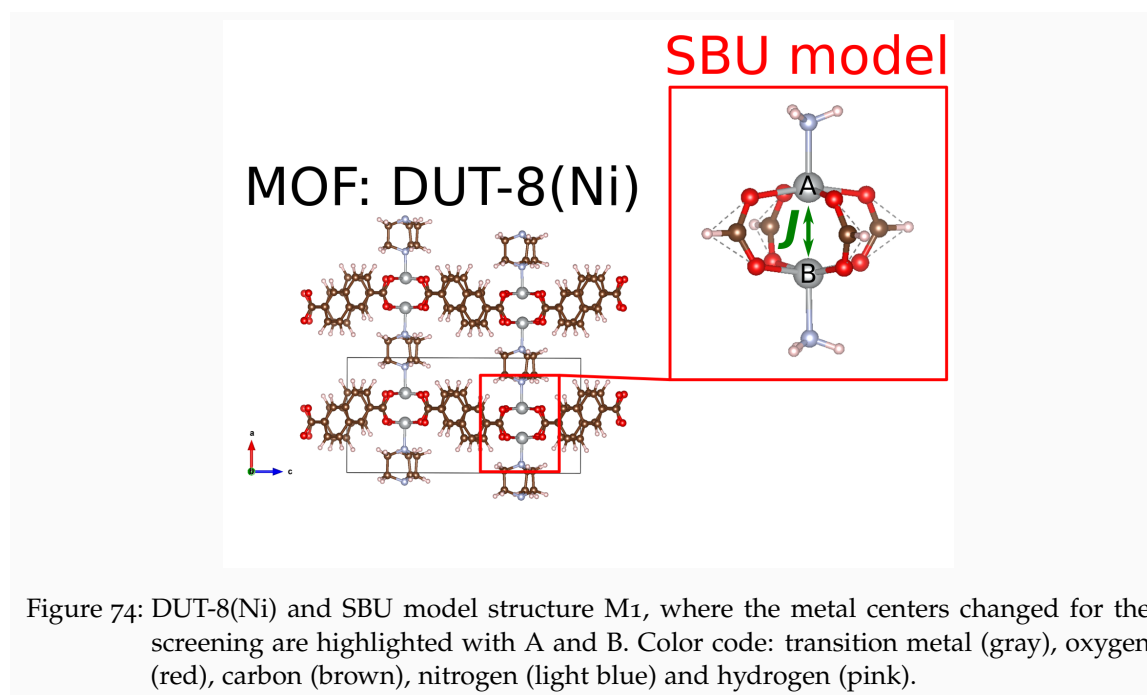 SBU model
MOF: DUT-8(Ni)
A
J
B
a
c
Figure 74: DUT-8(Ni) and SBU model structure M1, where the metal centers changed for the
screening are highlighted with A and B. Color code: transition metal (gray), oxygen
(red), carbon (brown), nitrogen (light blue) and hydrogen (pink).